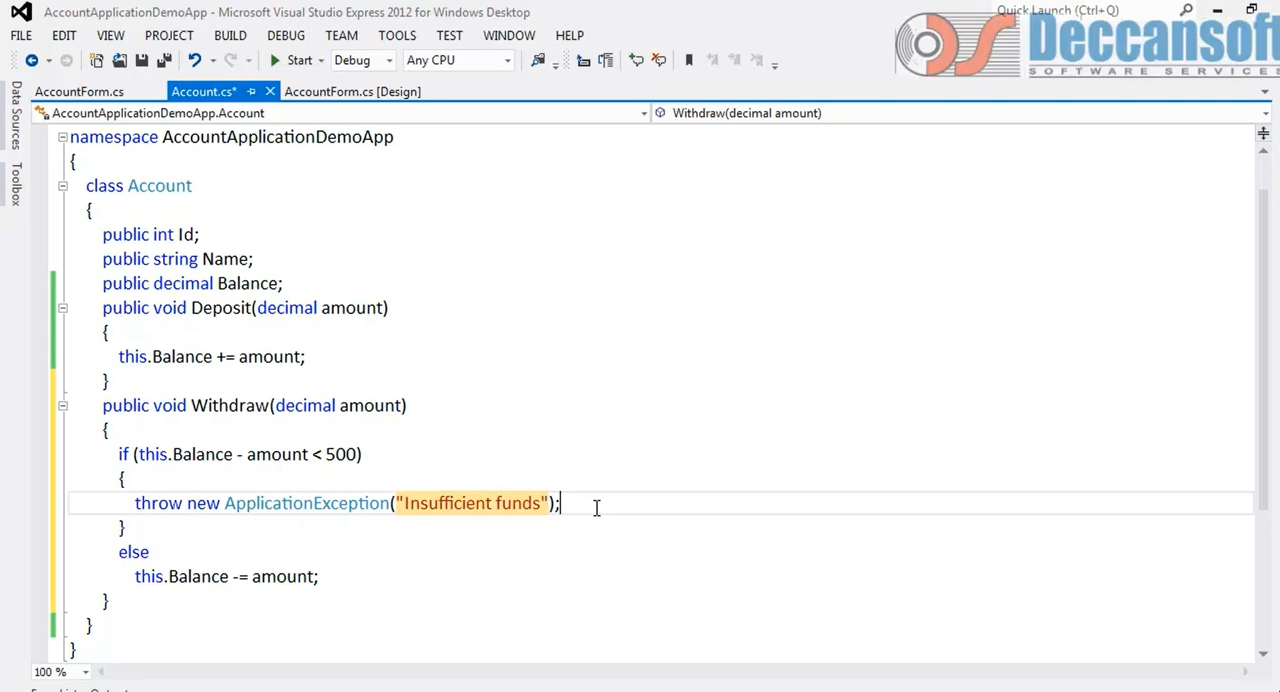 AccountApplicationDemoApp - Microsoft Visual Studio Express 2012 for Windows Desktop
Quick Launch (Ctrl+Q)
Deccansoft
SOFTWARE SERVICES
FILE EDIT VIEW PROJECT BUILD DEBUG TEAM TOOLS TEST WINDOW HELP
Start Debug Any CPU
AccountForm.cs Account.cs* AccountForm.cs [Design]
AccountApplicationDemoApp.Account Withdraw(decimal amount)
Data Sources
Toolbox
namespace AccountApplicationDemoApp
{
class Account
{
public int Id;
public string Name;
public decimal Balance;
public void Deposit(decimal amount)
{
this.Balance += amount;
}
public void Withdraw(decimal amount)
{
if (this.Balance - amount < 500)
{
throw new ApplicationException("Insufficient funds");
}
else
this.Balance -= amount;
}
}
}
100 %